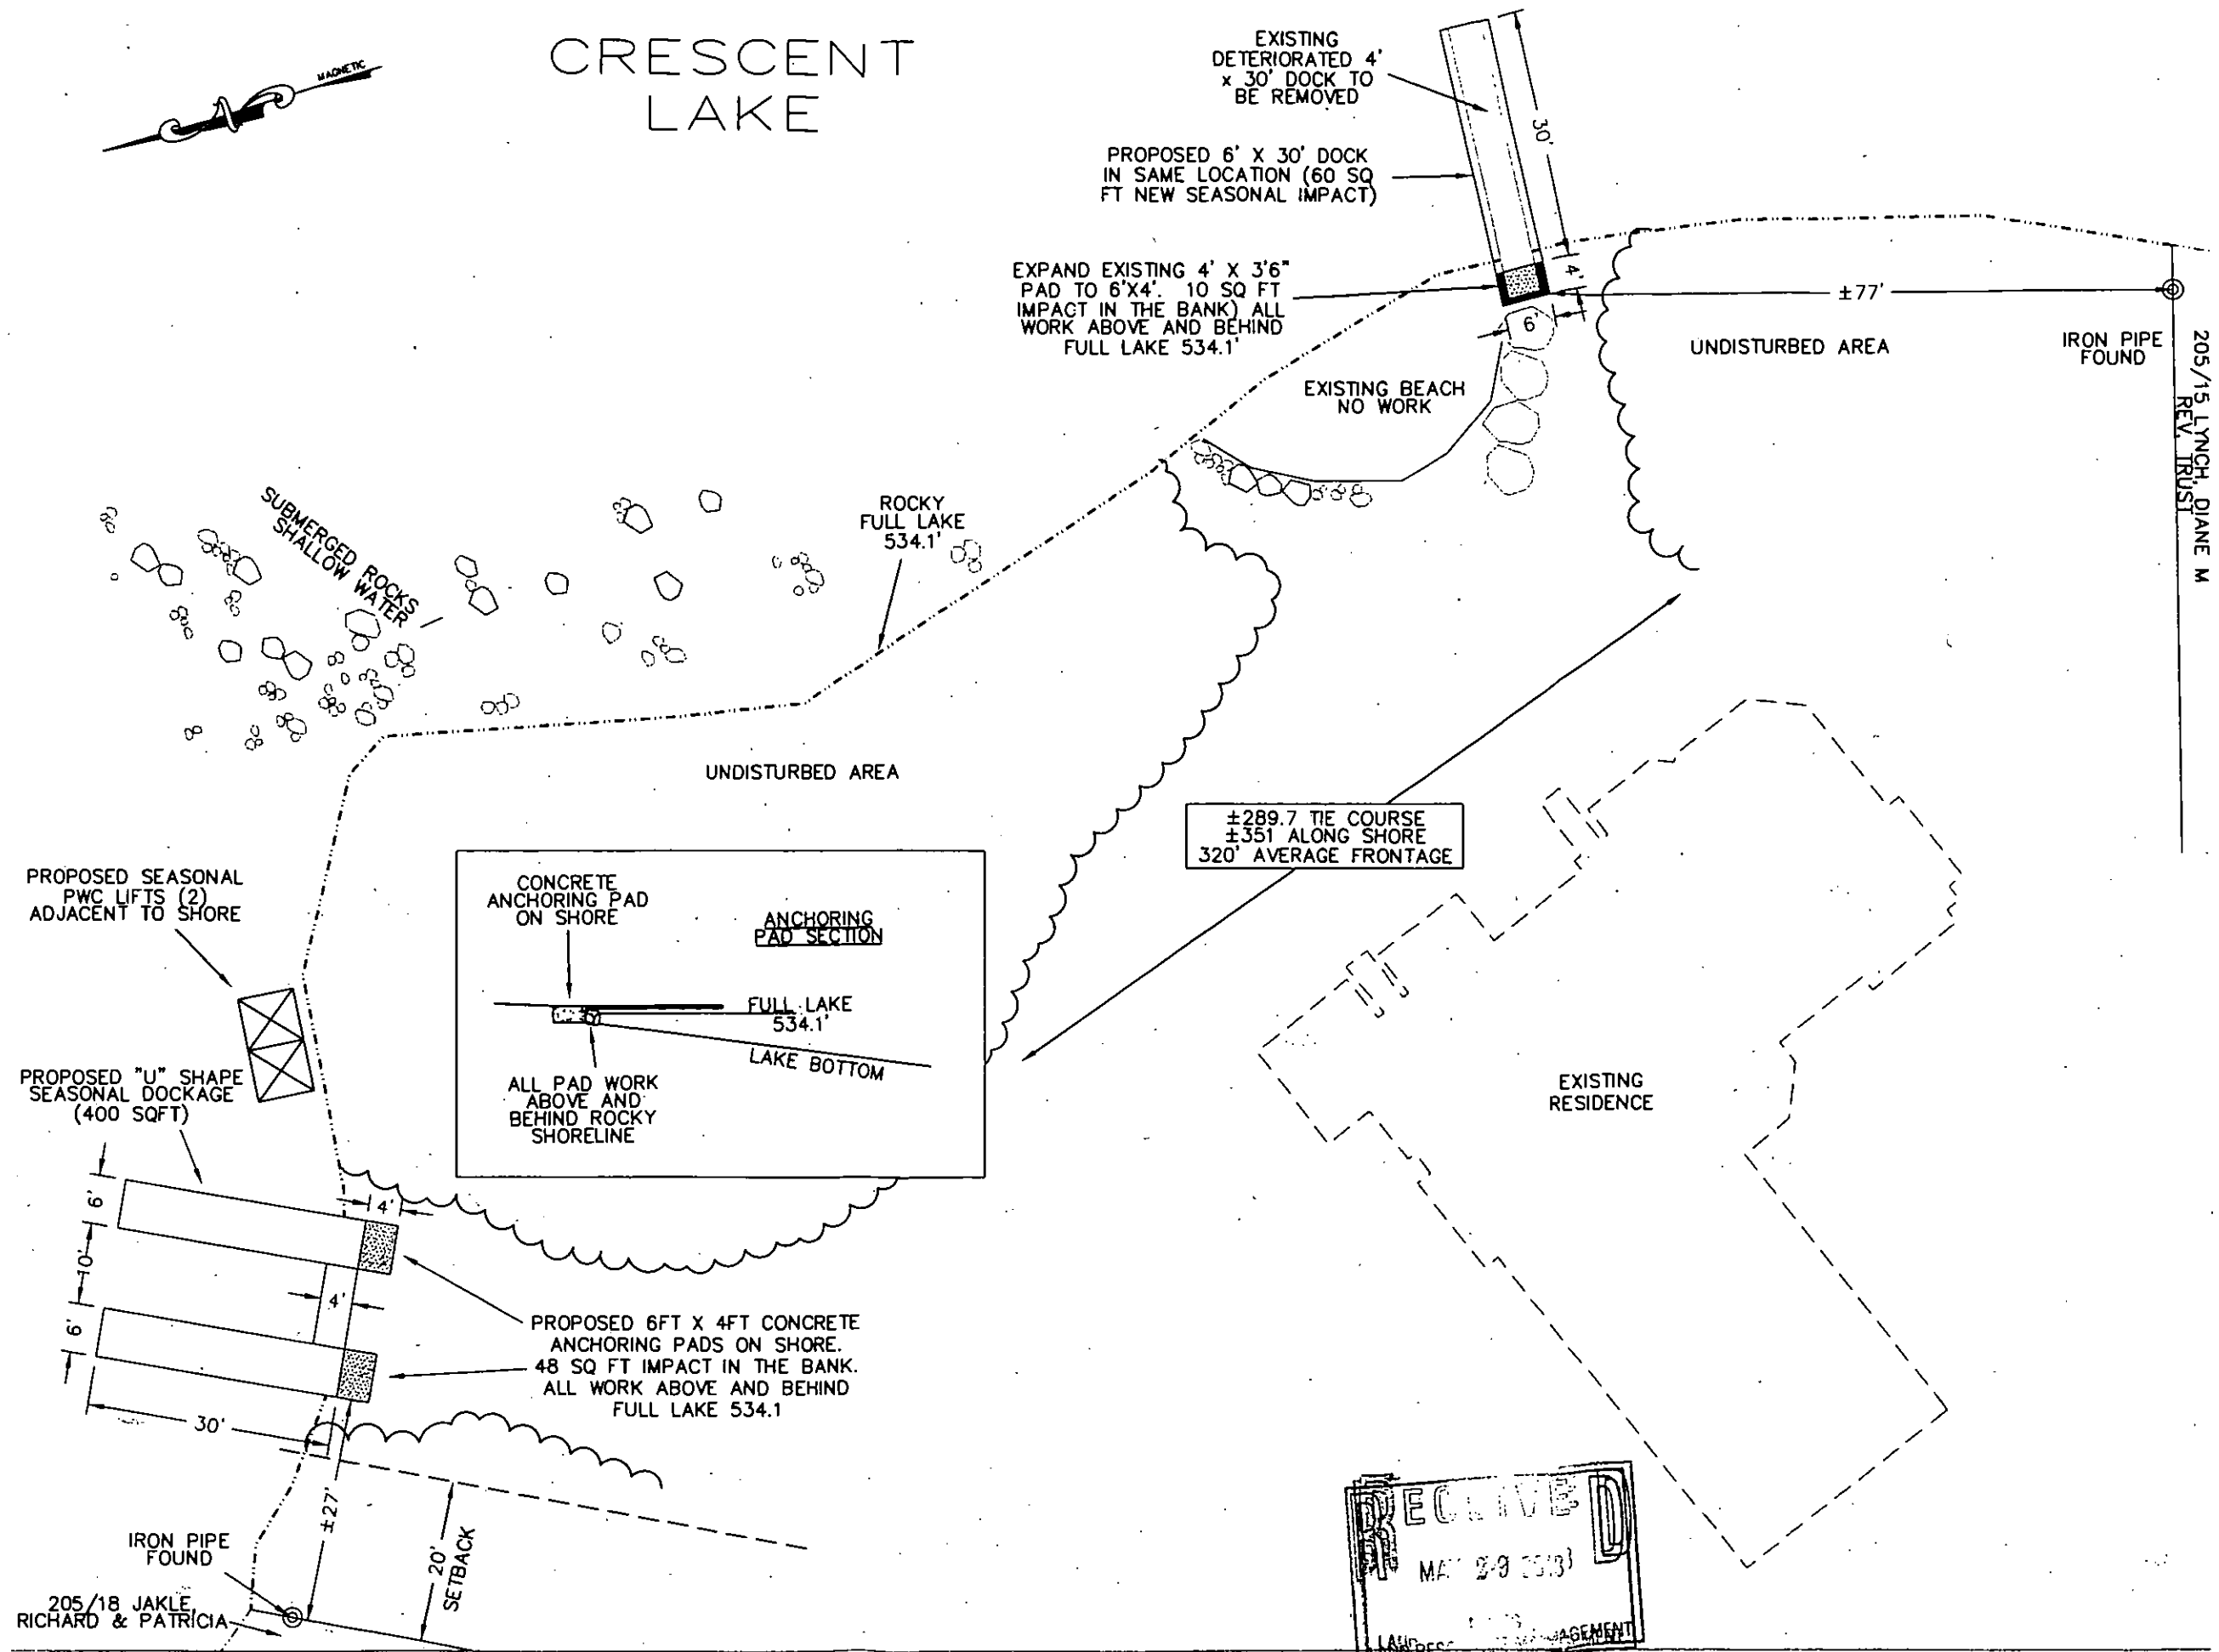 CRESCENT
LAKE
MAGNETIC
EXISTING
DETERIORATED 4'
x 30' DOCK TO
BE REMOVED
30'
PROPOSED 6' X 30' DOCK
IN SAME LOCATION (60 SQ
FT NEW SEASONAL IMPACT)
EXPAND EXISTING 4' X 3'6"
PAD TO 6'X4'. 10 SQ FT
IMPACT IN THE BANK) ALL
WORK ABOVE AND BEHIND
FULL LAKE 534.1'
4'
6'
±77'
UNDISTURBED AREA
IRON PIPE
FOUND
205/15 LYNCH, DIANE M
REV. TRUST
EXISTING BEACH
NO WORK
ROCKY
FULL LAKE
534.1'
SUBMERGED ROCKS
SHALLOW WATER
UNDISTURBED AREA
±289.7 TIE COURSE
±351 ALONG SHORE
320' AVERAGE FRONTAGE
PROPOSED SEASONAL
PWC LIFTS (2)
ADJACENT TO SHORE
CONCRETE
ANCHORING PAD
ON SHORE
ANCHORING
PAD SECTION
FULL LAKE
534.1'
LAKE BOTTOM
ALL PAD WORK
ABOVE AND
BEHIND ROCKY
SHORELINE
EXISTING
RESIDENCE
PROPOSED "U" SHAPE
SEASONAL DOCKAGE
(400 SQFT)
6'
4'
10'
4'
6'
30'
PROPOSED 6FT X 4FT CONCRETE
ANCHORING PADS ON SHORE.
48 SQ FT IMPACT IN THE BANK.
ALL WORK ABOVE AND BEHIND
FULL LAKE 534.1
±27'
20'
SETBACK
IRON PIPE
FOUND
205/18 JAKLE,
RICHARD & PATRICIA
RECEIVED